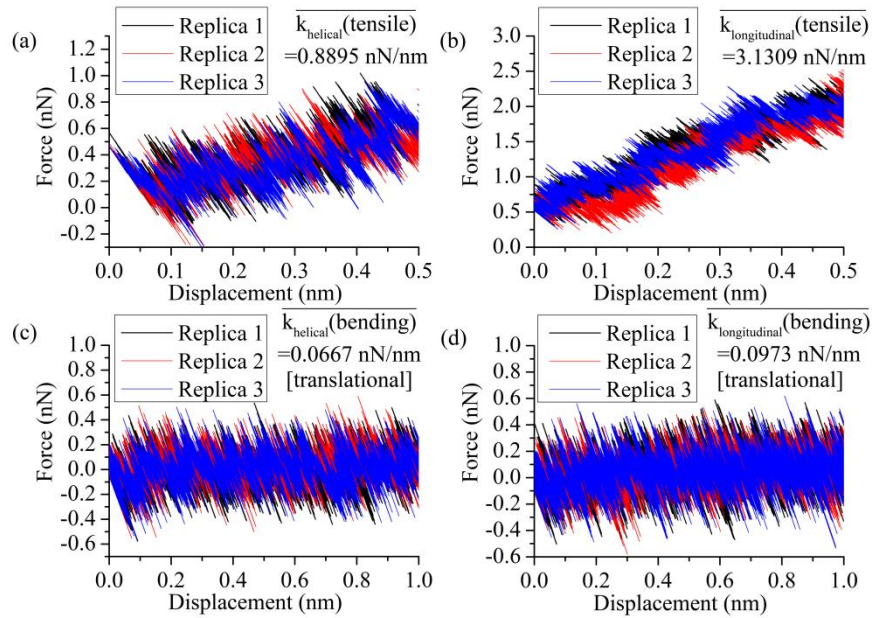 (a)
Replica 1
Replica 2
Replica 3
k_helical(tensile)
=0.8895 nN/nm
1.2
1.0
0.8
0.6
0.4
0.2
0.0
-0.2
Force (nN)
0.0 0.1 0.2 0.3 0.4 0.5
Displacement (nm)
(b)
Replica 1
Replica 2
Replica 3
k_longitudinal(tensile)
=3.1309 nN/nm
3.0
2.5
2.0
1.5
1.0
0.5
0.0
Force (nN)
0.0 0.1 0.2 0.3 0.4 0.5
Displacement (nm)
(c)
Replica 1
Replica 2
Replica 3
k_helical(bending)
=0.0667 nN/nm
[translational]
1.0
0.8
0.6
0.4
0.2
0.0
-0.2
-0.4
-0.6
Force (nN)
0.0 0.2 0.4 0.6 0.8 1.0
Displacement (nm)
(d)
Replica 1
Replica 2
Replica 3
k_longitudinal(bending)
=0.0973 nN/nm
[translational]
1.0
0.8
0.6
0.4
0.2
0.0
-0.2
-0.4
-0.6
Force (nN)
0.0 0.2 0.4 0.6 0.8 1.0
Displacement (nm)